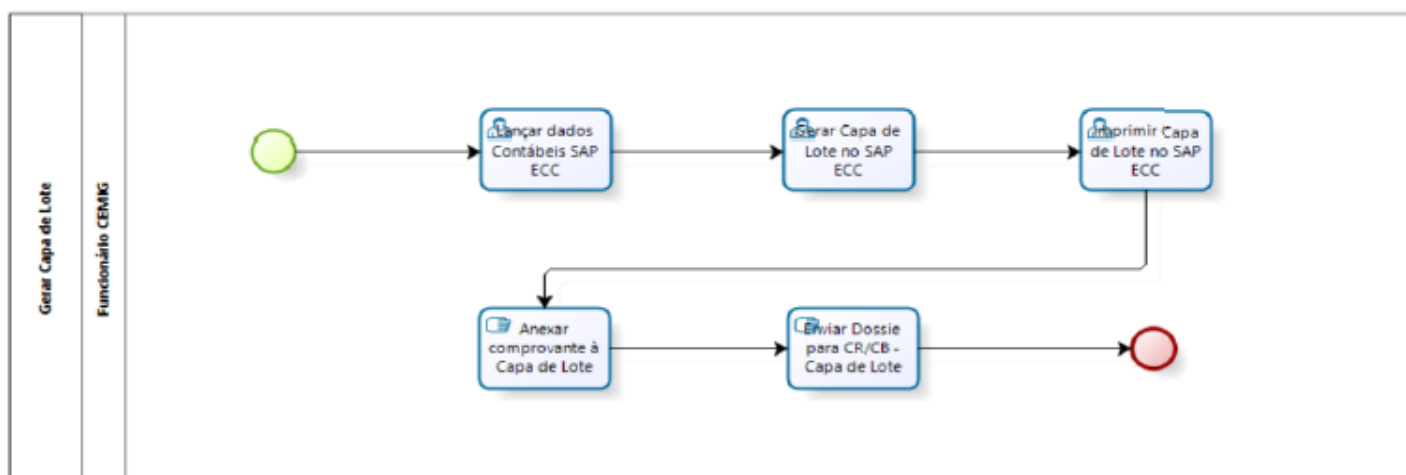 Gerar Capa de Lote
Funcionário CEMIG
Lançar dados
Contábeis SAP
ECC
Gerar Capa de
Lote no SAP
ECC
Imprimir Capa
de Lote no SAP
ECC
Anexar
comprovante à
Capa de Lote
Enviar Dossie
para CR/CB -
Capa de Lote